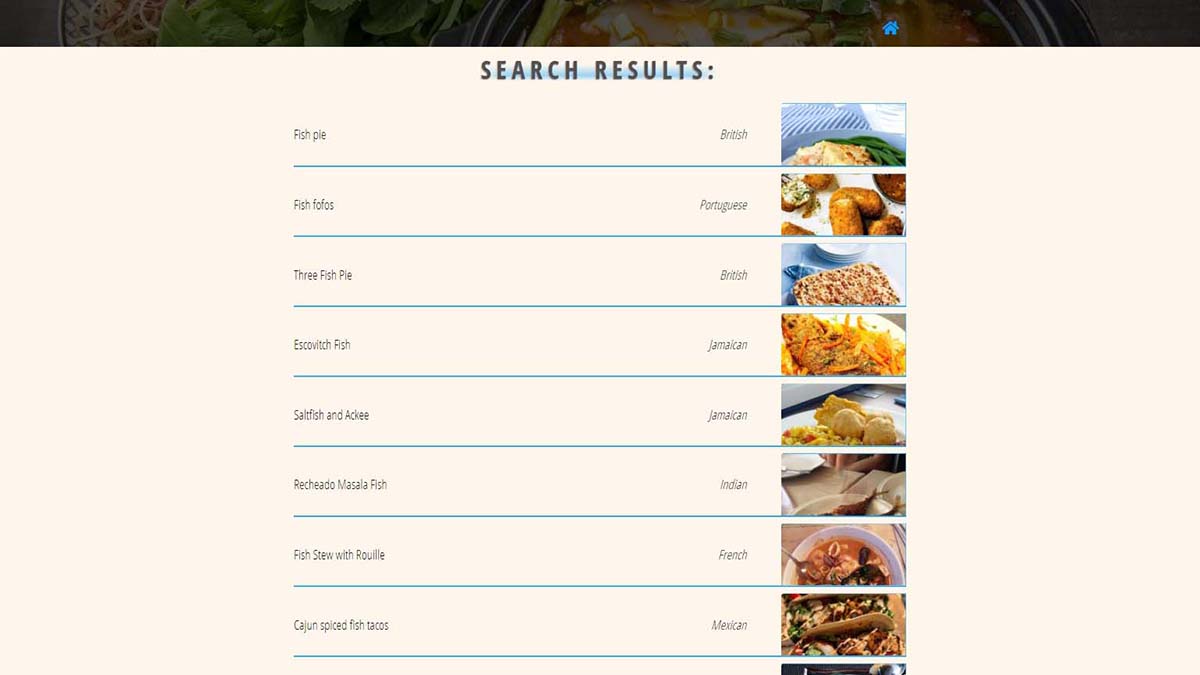 SEARCH RESULTS:
Fish pie British
Fish fofos Portuguese
Three Fish Pie British
Escovitch Fish Jamaican
Saltfish and Ackee Jamaican
Recheado Masala Fish Indian
Fish Stew with Rouille French
Cajun spiced fish tacos Mexican